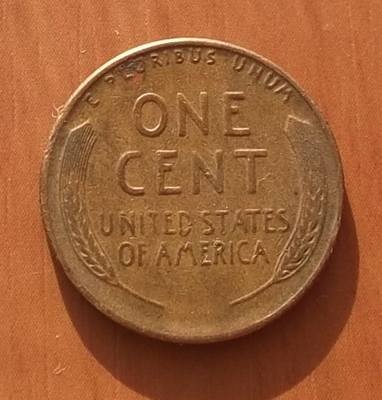 E PLURIBUS UNUM
ONE
CENT
UNITED STATES
OF AMERICA